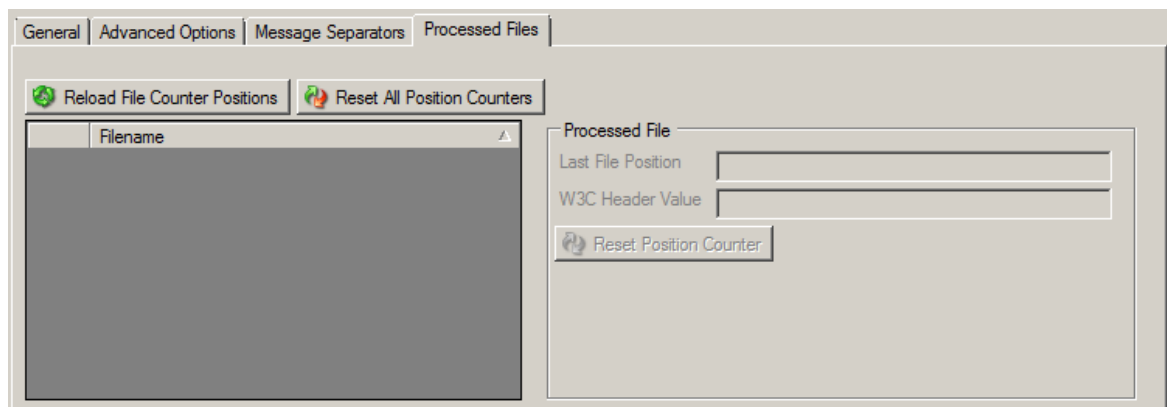 General Advanced Options Message Separators Processed Files
Reload File Counter Positions Reset All Position Counters
Filename
Processed File
Last File Position
W3C Header Value
Reset Position Counter